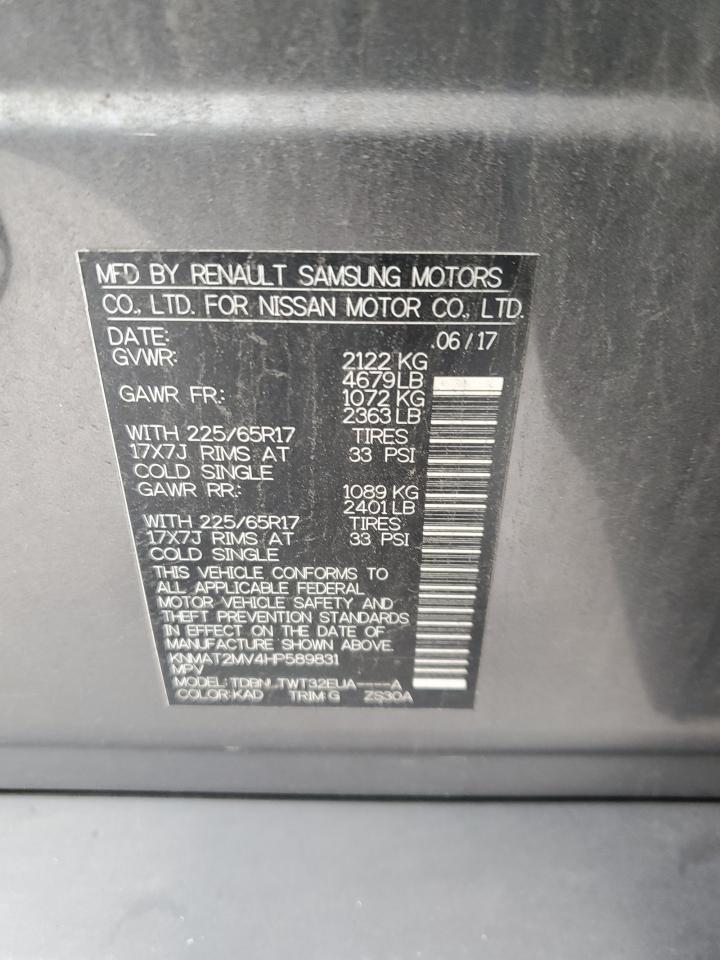 MFD BY RENAULT SAMSUNG MOTORS
CO., LTD. FOR NISSAN MOTOR CO., LTD.
DATE: .06/17
GVWR: 2122 KG
4679 LB
GAWR FR.: 1072 KG
2363 LB
WITH 225/65R17 TIRES
17X7J RIMS AT 33 PSI
COLD SINGLE
GAWR RR.: 1089 KG
2401 LB
WITH 225/65R17 TIRES
17X7J RIMS AT 33 PSI
COLD SINGLE
THIS VEHICLE CONFORMS TO
ALL APPLICABLE FEDERAL
MOTOR VEHICLE SAFETY AND
THEFT PREVENTION STANDARDS
IN EFFECT ON THE DATE OF
MANUFACTURE SHOWN ABOVE.
KNMAT2MV4HP589831
MPV
MODEL:
COLOR:KAD TRIM:G ZS30A